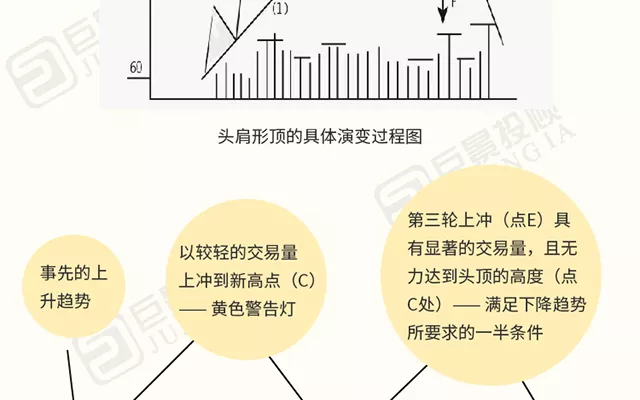 (1)
F
60
头肩形顶的具体演变过程图
事先的上
升趋势
以较轻的交易量
上冲到新高点（C）
—— 黄色警告灯
第三轮上冲（点E）具
有显著的交易量，且无
力达到头顶的高度（点
C处）—— 满足下降趋势
所要求的一半条件
巨景投顾